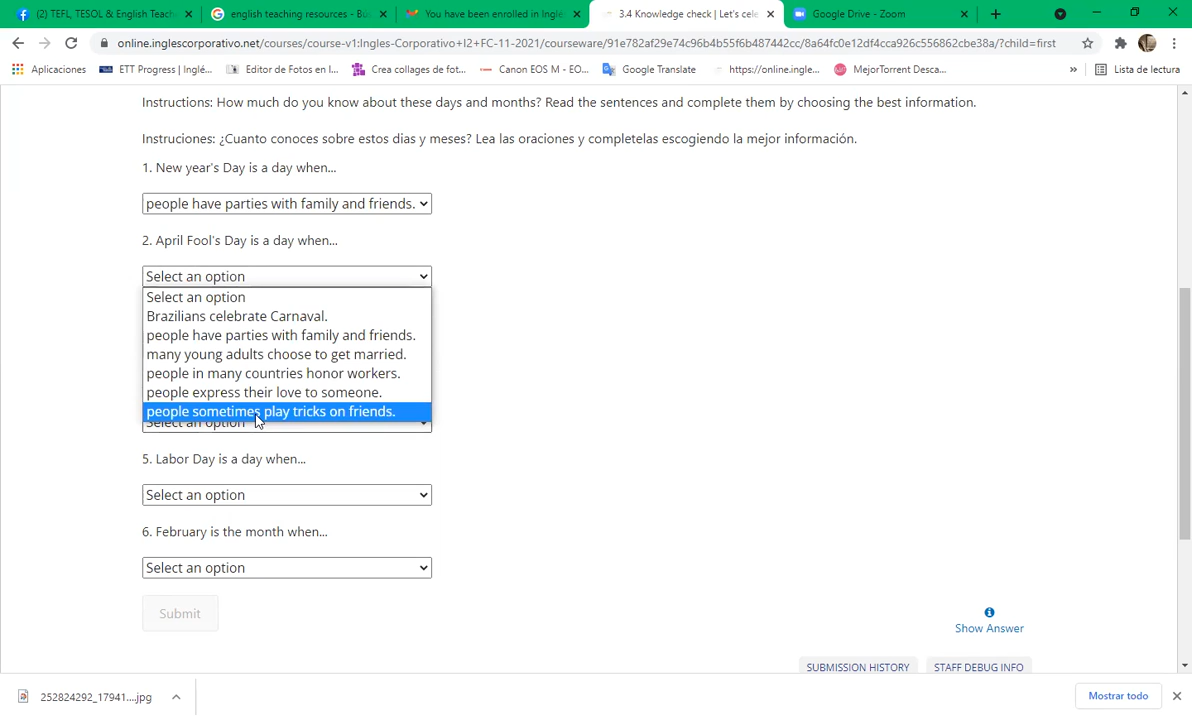 (2) TEFL, TESOL & English Teach
english teaching resources - Bu
You have been enrolled in Inglé
3.4 Knowledge check | Let's cele
Google Drive - Zoom
online.inglescorporativo.net/courses/course-v1:Ingles-Corporativo+I2+FC-11-2021/courseware/91e782af29e74c96b4b55f6b487442cc/8a64fc0e12df4cca926c556862cbe38a/?child=first
Aplicaciones
ETT Progress | Inglé...
Editor de Fotos en l...
Crea collages de fot...
Canon EOS M - EO...
Google Translate
https://online.ingle...
MejorTorrent Desca...
»
Lista de lectura
Instructions: How much do you know about these days and months? Read the sentences and complete them by choosing the best information.
Instruciones: ¿Cuanto conoces sobre estos dias y meses? Lea las oraciones y completelas escogiendo la mejor información.
1. New year's Day is a day when...
people have parties with family and friends.
2. April Fool's Day is a day when...
Select an option
Select an option
Brazilians celebrate Carnaval.
people have parties with family and friends.
many young adults choose to get married.
people in many countries honor workers.
people express their love to someone.
people sometimes play tricks on friends.
Select an option
5. Labor Day is a day when...
Select an option
6. February is the month when...
Select an option
Submit
Show Answer
SUBMISSION HISTORY
STAFF DEBUG INFO
252824292_17941....jpg
Mostrar todo